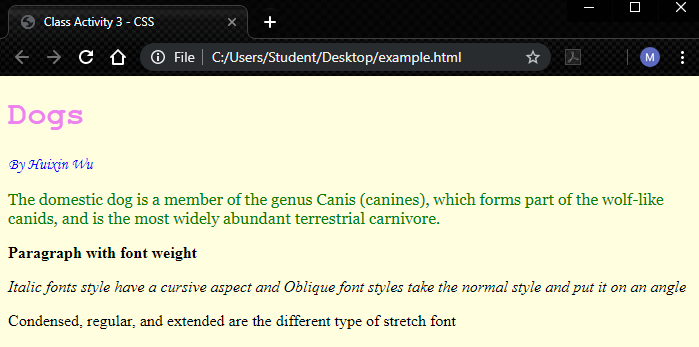 Class Activity 3 - CSS
File
C:/Users/Student/Desktop/example.html
M
Dogs
By Huixin Wu
The domestic dog is a member of the genus Canis (canines), which forms part of the wolf-like
canids, and is the most widely abundant terrestrial carnivore.
Paragraph with font weight
Italic fonts style have a cursive aspect and Oblique font styles take the normal style and put it on an angle
Condensed, regular, and extended are the different type of stretch font